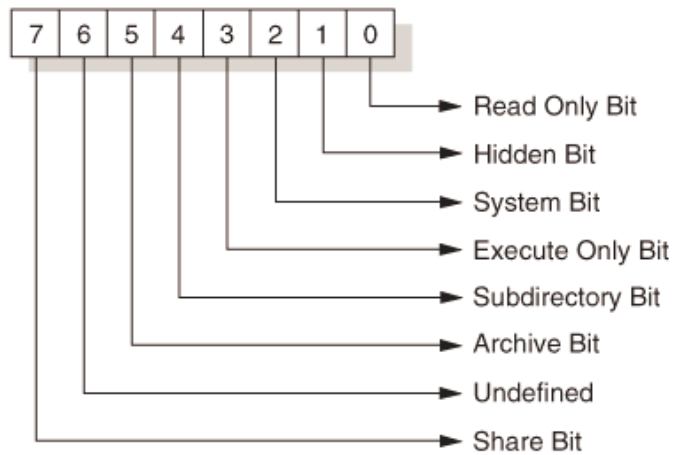 7 6 5 4 3 2 1 0
Read Only Bit
Hidden Bit
System Bit
Execute Only Bit
Subdirectory Bit
Archive Bit
Undefined
Share Bit